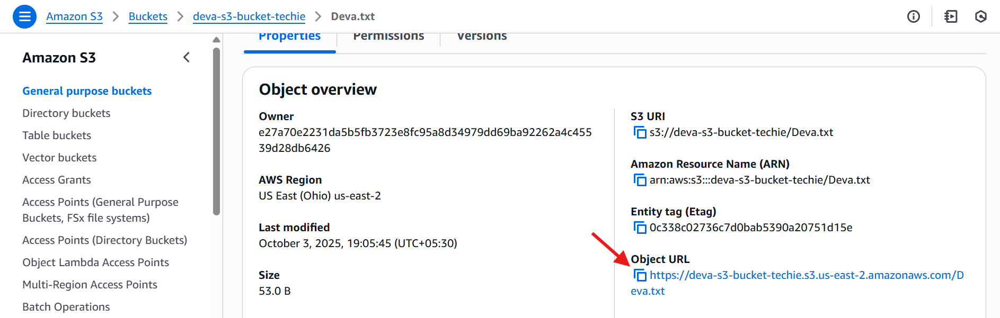 Amazon S3 > Buckets > deva-s3-bucket-techie > Deva.txt
Properties Permissions Versions
Amazon S3
General purpose buckets
Directory buckets
Table buckets
Vector buckets
Access Grants
Access Points (General Purpose
Buckets, FSx file systems)
Access Points (Directory Buckets)
Object Lambda Access Points
Multi-Region Access Points
Batch Operations
Object overview
Owner
e27a70e2231da5b5fb3723e8fc95a8d34979dd69ba92262a4c455
39d28db6426
AWS Region
US East (Ohio) us-east-2
Last modified
October 3, 2025, 19:05:45 (UTC+05:30)
Size
53.0 B
S3 URI
s3://deva-s3-bucket-techie/Deva.txt
Amazon Resource Name (ARN)
arn:aws:s3:::deva-s3-bucket-techie/Deva.txt
Entity tag (Etag)
0c338c02736c7d0bab5390a20751d15e
Object URL
https://deva-s3-bucket-techie.s3.us-east-2.amazonaws.com/D
eva.txt